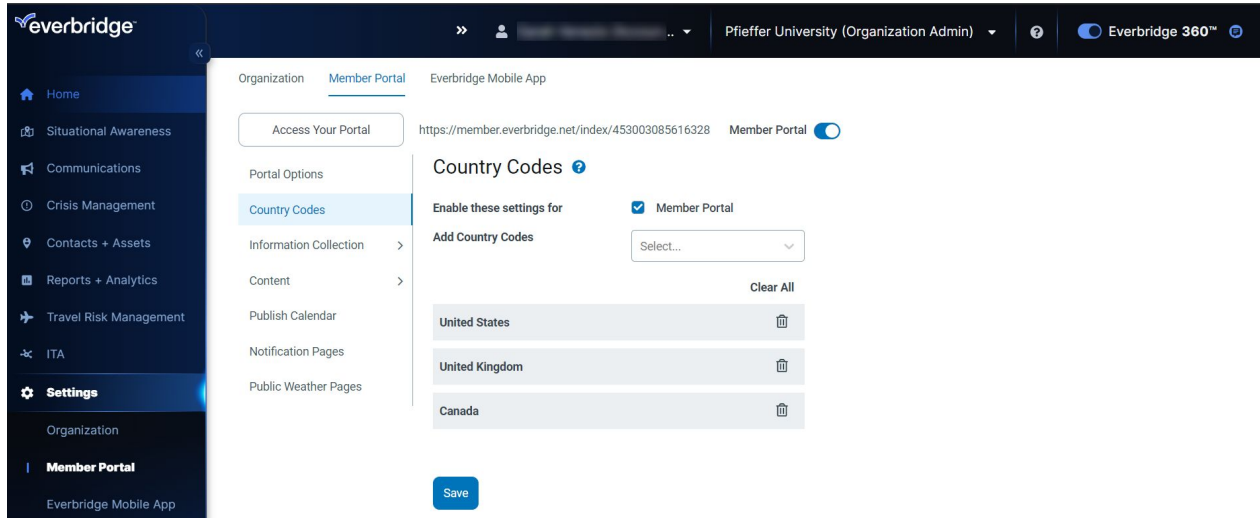 everbridge™
«
»
..
Pfieffer University (Organization Admin)
?
Everbridge 360™
Home
Situational Awareness
Communications
Crisis Management
Contacts + Assets
Reports + Analytics
Travel Risk Management
ITA
Settings
Organization
Member Portal
Everbridge Mobile App
Organization Member Portal Everbridge Mobile App
Access Your Portal https://member.everbridge.net/index/453003085616328 Member Portal
Portal Options
Country Codes
Information Collection >
Content >
Publish Calendar
Notification Pages
Public Weather Pages
Country Codes ?
Enable these settings for Member Portal
Add Country Codes Select...
Clear All
United States
United Kingdom
Canada
Save